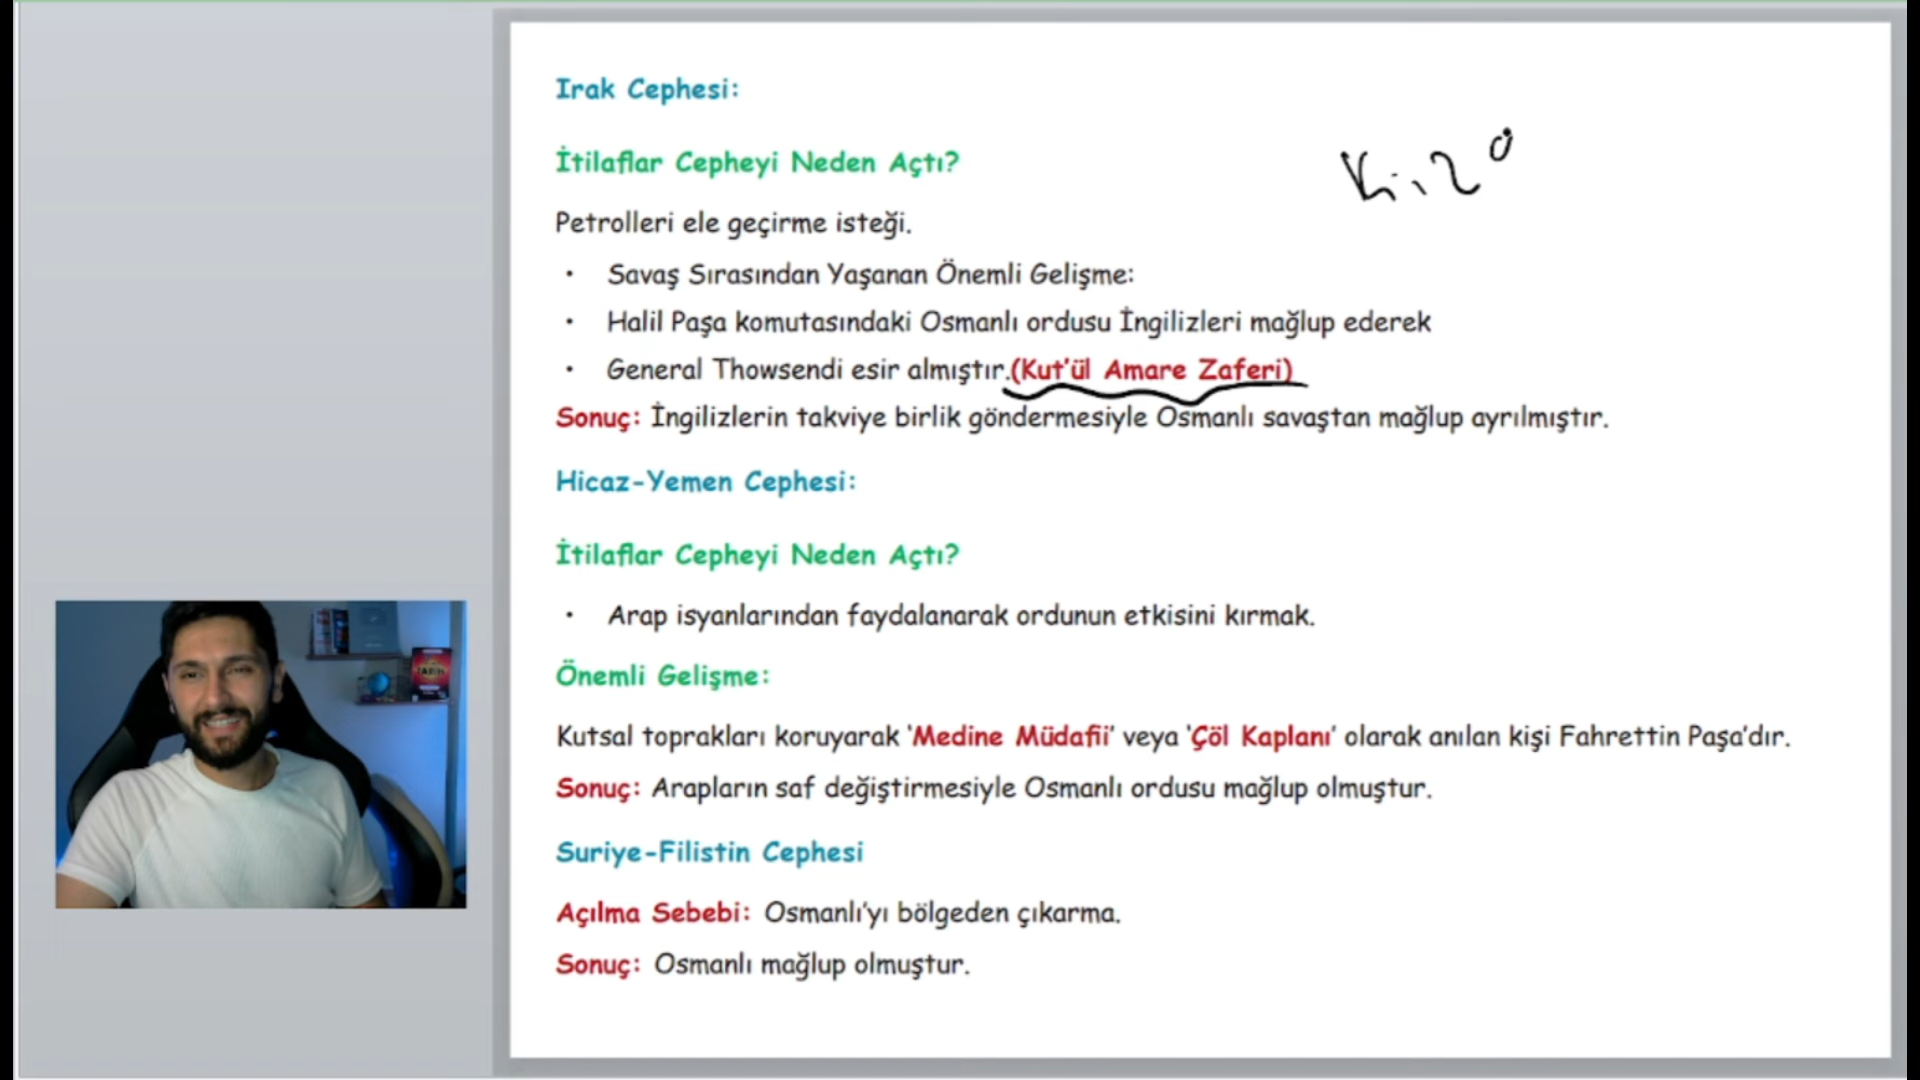 Irak Cephesi:
İtilaflar Cepheyi Neden Açtı?
Petrolleri ele geçirme isteği.
• Savaş Sırasından Yaşanan Önemli Gelişme:
• Halil Paşa komutasındaki Osmanlı ordusu İngilizleri mağlup ederek
• General Thowsendi esir almıştır.(Kut'ül Amare Zaferi)
Sonuç: İngilizlerin takviye birlik göndermesiyle Osmanlı savaştan mağlup ayrılmıştır.
Hicaz-Yemen Cephesi:
İtilaflar Cepheyi Neden Açtı?
• Arap isyanlarından faydalanarak ordunun etkisini kırmak.
Önemli Gelişme:
Kutsal toprakları koruyarak 'Medine Müdafii' veya 'Çöl Kaplanı' olarak anılan kişi Fahrettin Paşa'dır.
Sonuç: Arapların saf değiştirmesiyle Osmanlı ordusu mağlup olmuştur.
Suriye-Filistin Cephesi
Açılma Sebebi: Osmanlı'yı bölgeden çıkarma.
Sonuç: Osmanlı mağlup olmuştur.
TARİH